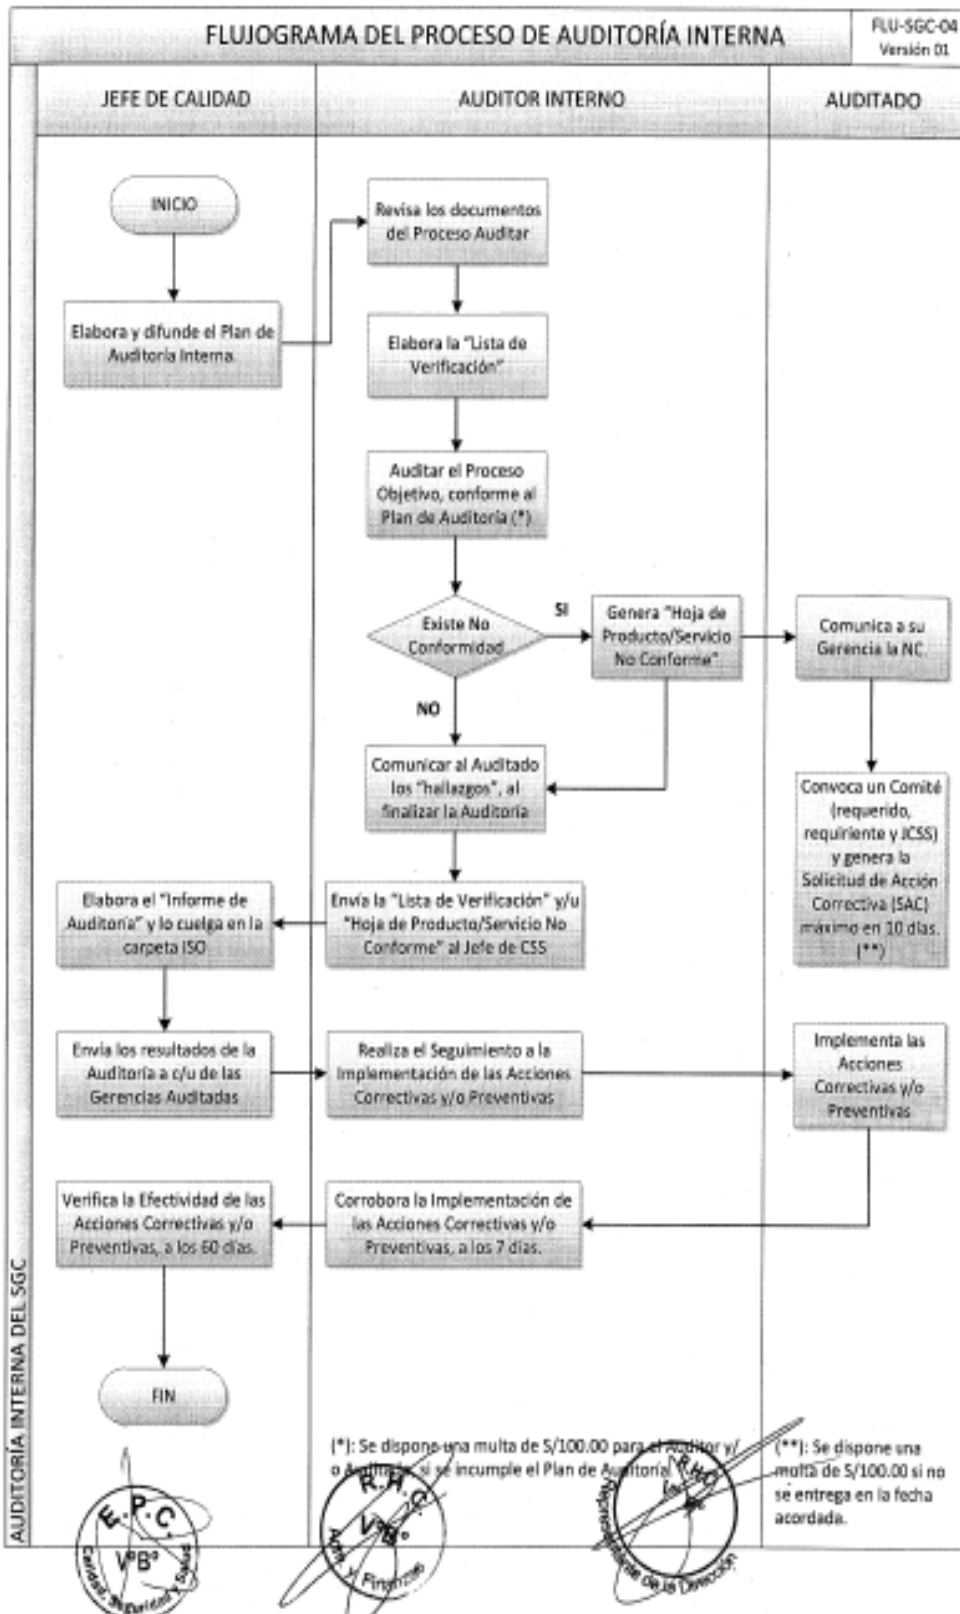 FLUJOGRAMA DEL PROCESO DE AUDITORÍA INTERNA
FLU-SGC-04
Versión 01
JEFE DE CALIDAD
AUDITOR INTERNO
AUDITADO
INICIO
Revisa los documentos
del Proceso Auditar
Elabora y difunde el Plan de
Auditoría Interna.
Elabora la "Lista de
Verificación"
Auditar el Proceso
Objetivo, conforme al
Plan de Auditoría (*)
Existe No
Conformidad
SI
Genera "Hoja de
Producto/Servicio
No Conforme"
Comunica a su
Gerencia la NC.
NO
Comunicar al Auditado
los "hallazgos", al
finalizar la Auditoría
Convoca un Comité
(requerido,
requiriente y JCSS)
y genera la
Solicitud de Acción
Correctiva (SAC)
máximo en 10 días.
(**)
Elabora el "Informe de
Auditoría" y lo cuelga en la
carpeta ISO
Envía la "Lista de Verificación" y/u
"Hoja de Producto/Servicio No
Conforme" al Jefe de CSS
Envía los resultados de la
Auditoría a c/u de las
Gerencias Auditadas
Realiza el Seguimiento a la
Implementación de las Acciones
Correctivas y/o Preventivas
Implementa las
Acciones
Correctivas y/o
Preventivas
Verifica la Efectividad de las
Acciones Correctivas y/o
Preventivas, a los 60 días.
Corrobora la Implementación de
las Acciones Correctivas y/o
Preventivas, a los 7 días.
FIN
AUDITORÍA INTERNA DEL SGC
(*): Se dispone una multa de S/100.00 para el Auditor y/
o Auditado, si se incumple el Plan de Auditoría.
(**): Se dispone una
multa de S/100.00 si no
se entrega en la fecha
acordada.
E.P.C.
V°B°
Calidad, Seguridad y Salud
R.H.C.
V°B°
Adm. y Finanzas
Representante de la Dirección